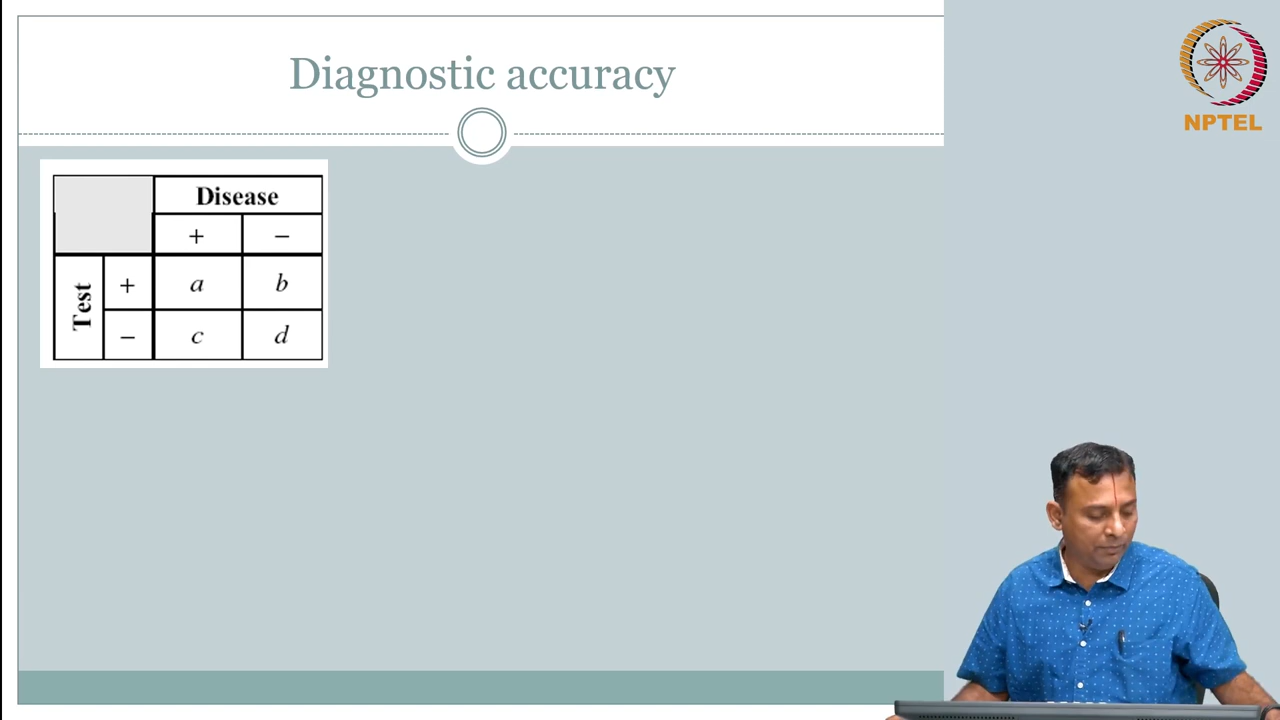 Diagnostic accuracy
NPTEL
Disease
+ −
Test + a b
− c d